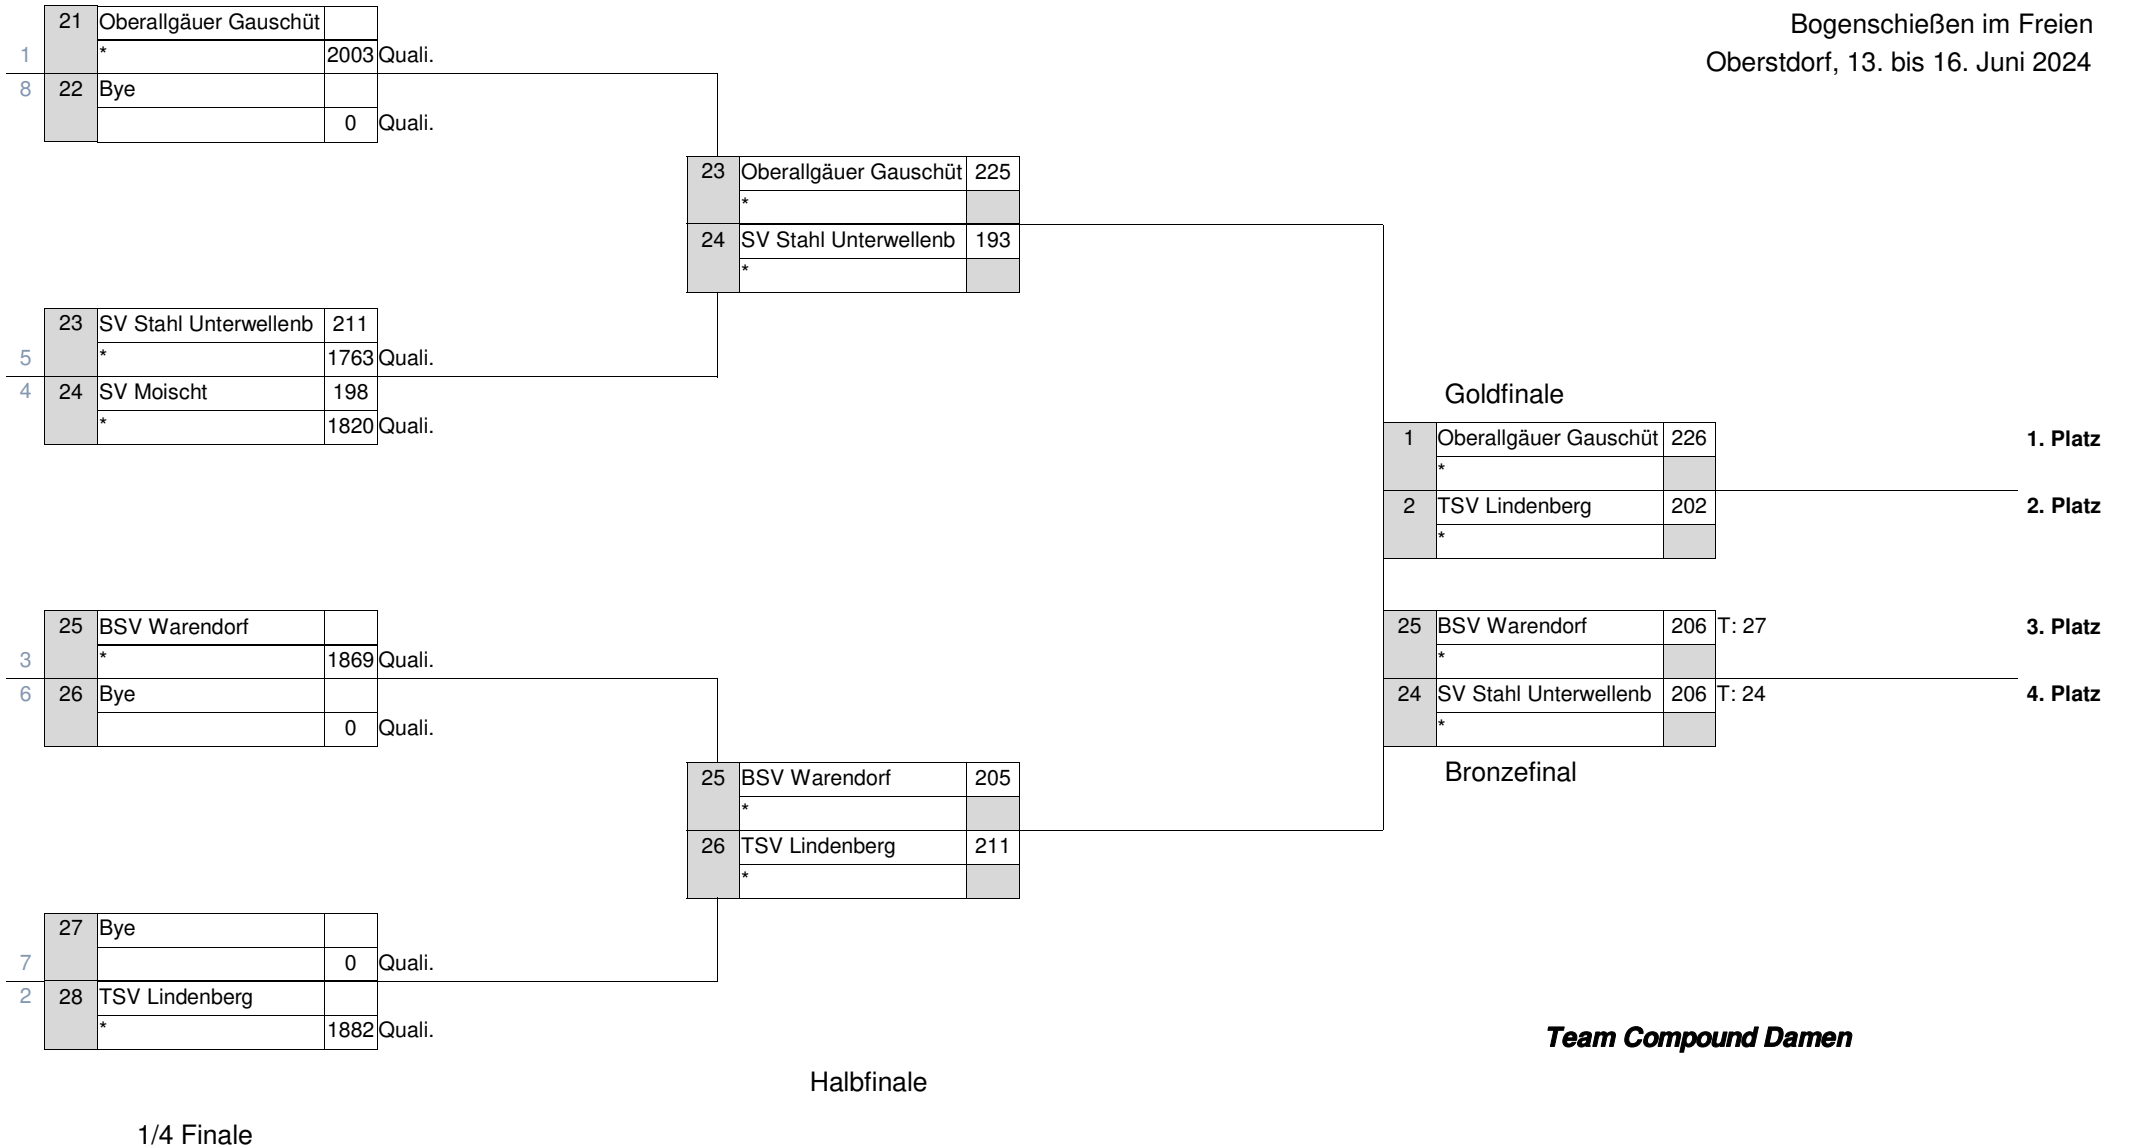 Bogenschießen im Freien
Oberstdorf, 13. bis 16. Juni 2024
21 Oberallgäuer Gauschüt
1 * 2003 Quali.
8 22 Bye
0 Quali.
23 SV Stahl Unterwellenb 211
5 * 1763 Quali.
4 24 SV Moischt 198
* 1820 Quali.
25 BSV Warendorf
3 * 1869 Quali.
6 26 Bye
0 Quali.
27 Bye
7 0 Quali.
2 28 TSV Lindenberg
* 1882 Quali.
1/4 Finale
23 Oberallgäuer Gauschüt 225
*
24 SV Stahl Unterwellenb 193
*
25 BSV Warendorf 205
*
26 TSV Lindenberg 211
*
Halbfinale
Goldfinale
1 Oberallgäuer Gauschüt 226 1. Platz
*
2 TSV Lindenberg 202 2. Platz
*
25 BSV Warendorf 206 T: 27 3. Platz
*
24 SV Stahl Unterwellenb 206 T: 24 4. Platz
*
Bronzefinal
Team Compound Damen